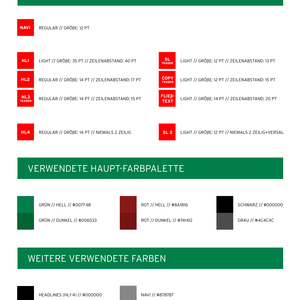 NAVI REGULAR // GRÖßE: 12 PT
HL1 LIGHT // GRÖßE: 35 PT // ZEILENABSTAND: 40 PT
SL TEASER LIGHT // GRÖßE: 12 PT // ZEILENABSTAND: 13 PT
HL2 REGULAR // GRÖßE: 14 PT // ZEILENABSTAND: 17 PT
COPY TEASER LIGHT // GRÖßE: 12 PT // ZEILENABSTAND: 15 PT
HL3 TEASER REGULAR // GRÖßE: 14 PT // ZEILENABSTAND: 15 PT
FLIEß-TEXT LIGHT // GRÖßE: 14 PT // ZEILENABSTAND: 20 PT
HL4 REGULAR // GRÖßE: 14 PT // NIEMALS 2 ZEILIG
SL 2 LIGHT // GRÖßE: 12 PT // NIEMALS 2 ZEILIG+VERSAL
VERWENDETE HAUPT-FARBPALETTE
GRÜN // HELL // #007F4B
ROT // HELL // #8A1816
SCHWARZ // #000000
GRÜN // DUNKEL // #006533
ROT // DUNKEL //
GRAU // #4C4C4C
WEITERE VERWENDETE FARBEN
HEADLINES (HL1-4) // #000000
NAVI // #878787